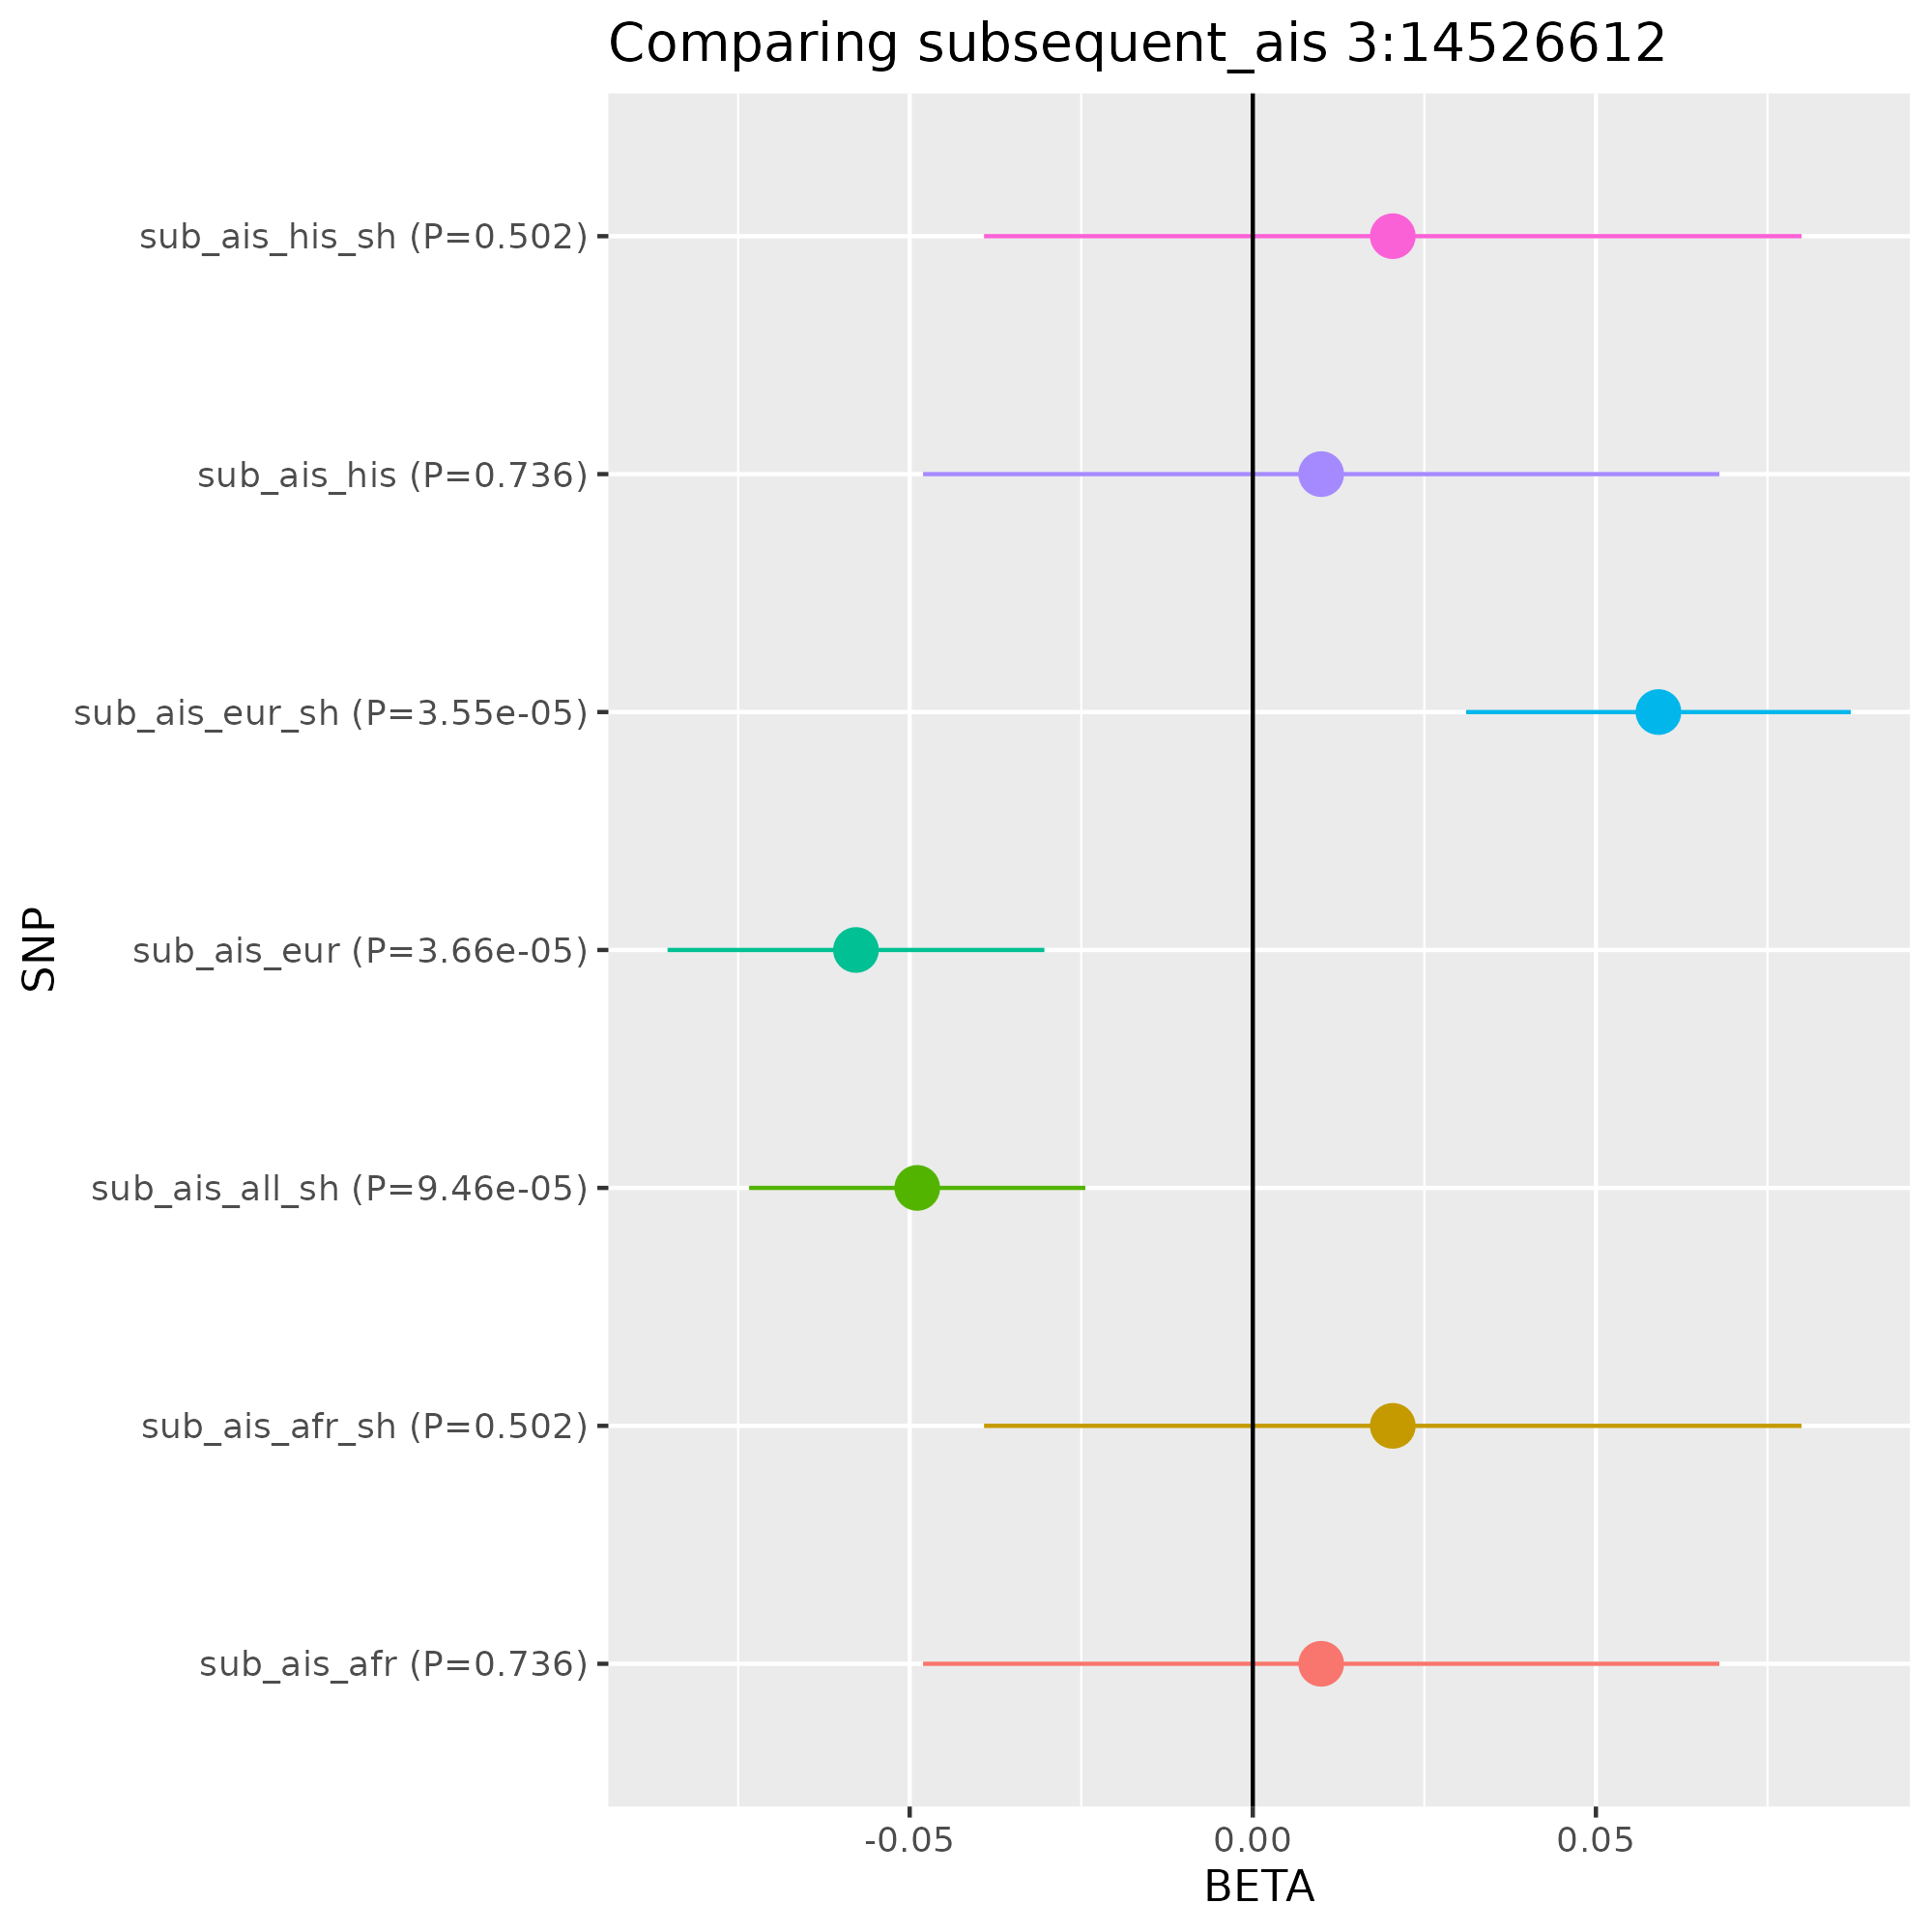 Comparing subsequent_ais 3:14526612
sub_ais_his_sh (P=0.502)
sub_ais_his (P=0.736)
sub_ais_eur_sh (P=3.55e-05)
SNP
sub_ais_eur (P=3.66e-05)
sub_ais_all_sh (P=9.46e-05)
sub_ais_afr_sh (P=0.502)
sub_ais_afr (P=0.736)
-0.05 0.00 0.05
BETA